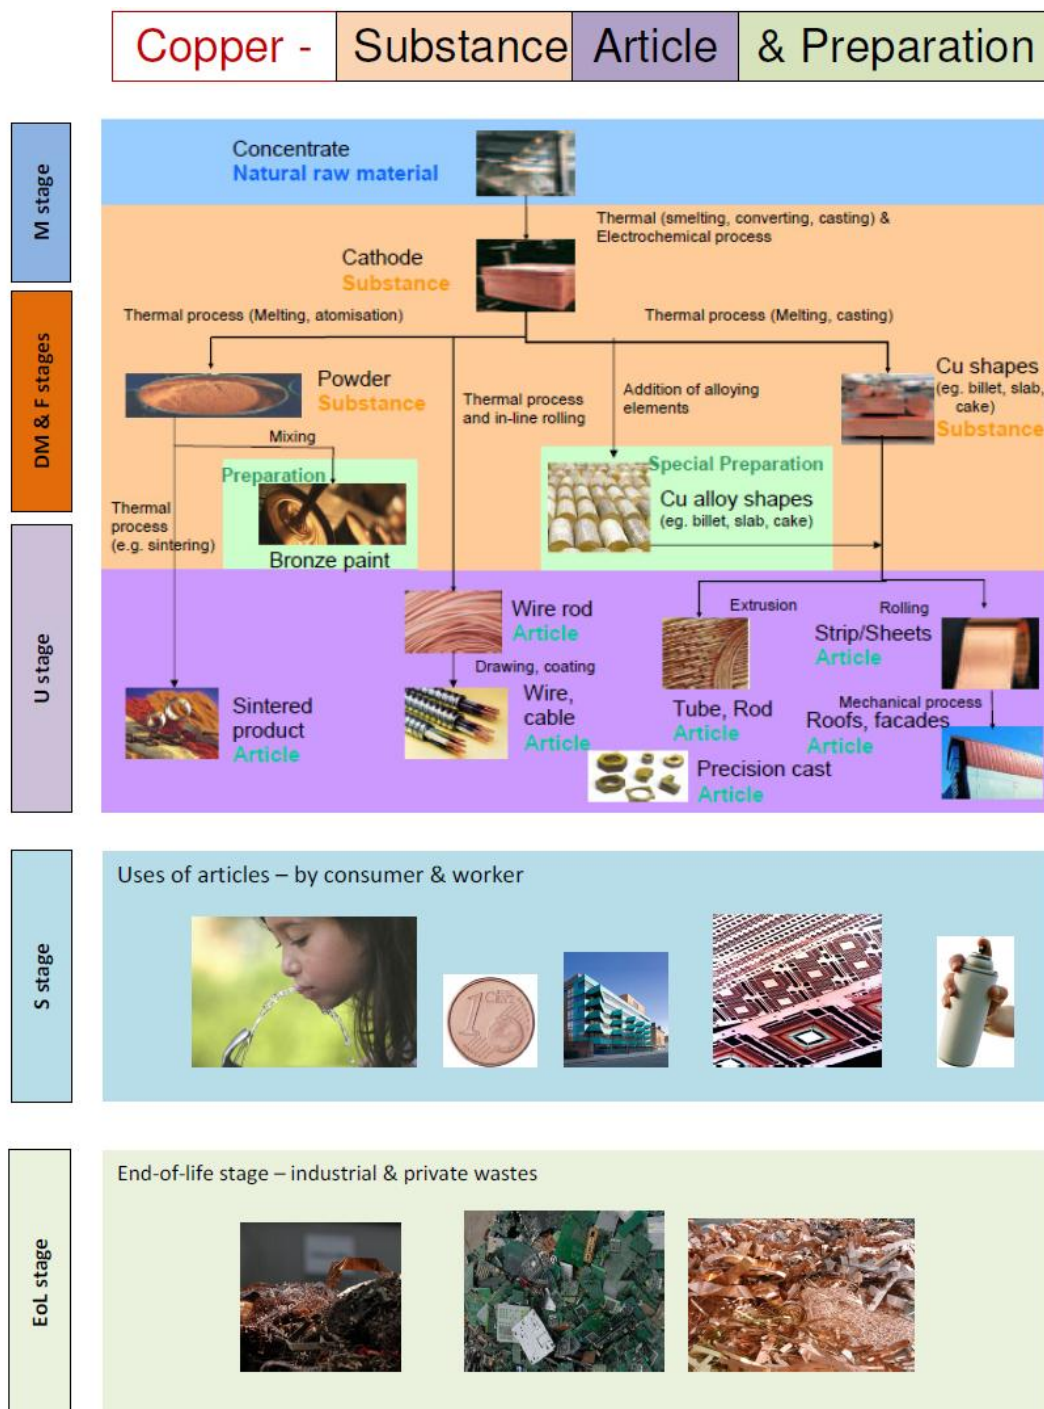 Copper - Substance Article & Preparation
M stage
Concentrate
Natural raw material
Thermal (smelting, converting, casting) &
Electrochemical process
Cathode
Substance
DM & F stages
Thermal process (Melting, atomisation)
Thermal process (Melting, casting)
Powder
Substance
Thermal process
and in-line rolling
Addition of alloying
elements
Cu shapes
(eg. billet, slab,
cake)
Substance
Mixing
Preparation
Bronze paint
Special Preparation
Cu alloy shapes
(eg. billet, slab, cake)
Thermal
process
(e.g. sintering)
U stage
Wire rod
Article
Drawing, coating
Wire,
cable
Article
Sintered
product
Article
Extrusion
Tube, Rod
Article
Precision cast
Article
Rolling
Strip/Sheets
Article
Mechanical process
Roofs, facades
Article
S stage
Uses of articles – by consumer & worker
1
CENT
EoL stage
End-of-life stage – industrial & private wastes